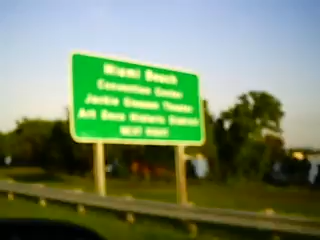 Miami Beach
Convention Center
Jackie Gleason Theater
Art Deco Historic District
NEXT RIGHT